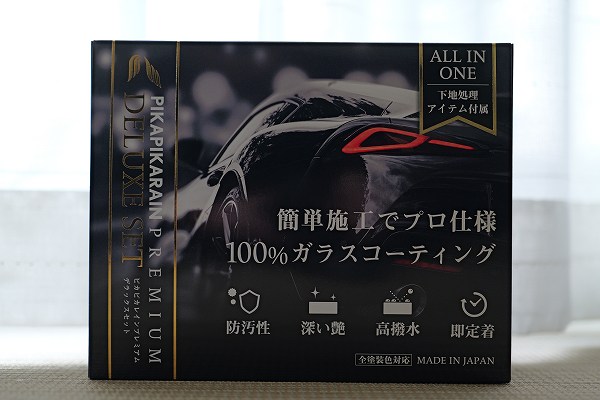 ALL IN
ONE
下地処理
アイテム付属
PIKAPIKARAIN PREMIUM
DELUXE SET
ピカピカレインプレミアム
デラックスセット
簡単施工でプロ仕様
100%ガラスコーティング
防汚性
深い艶
高撥水
即定着
全塗装色対応 MADE IN JAPAN